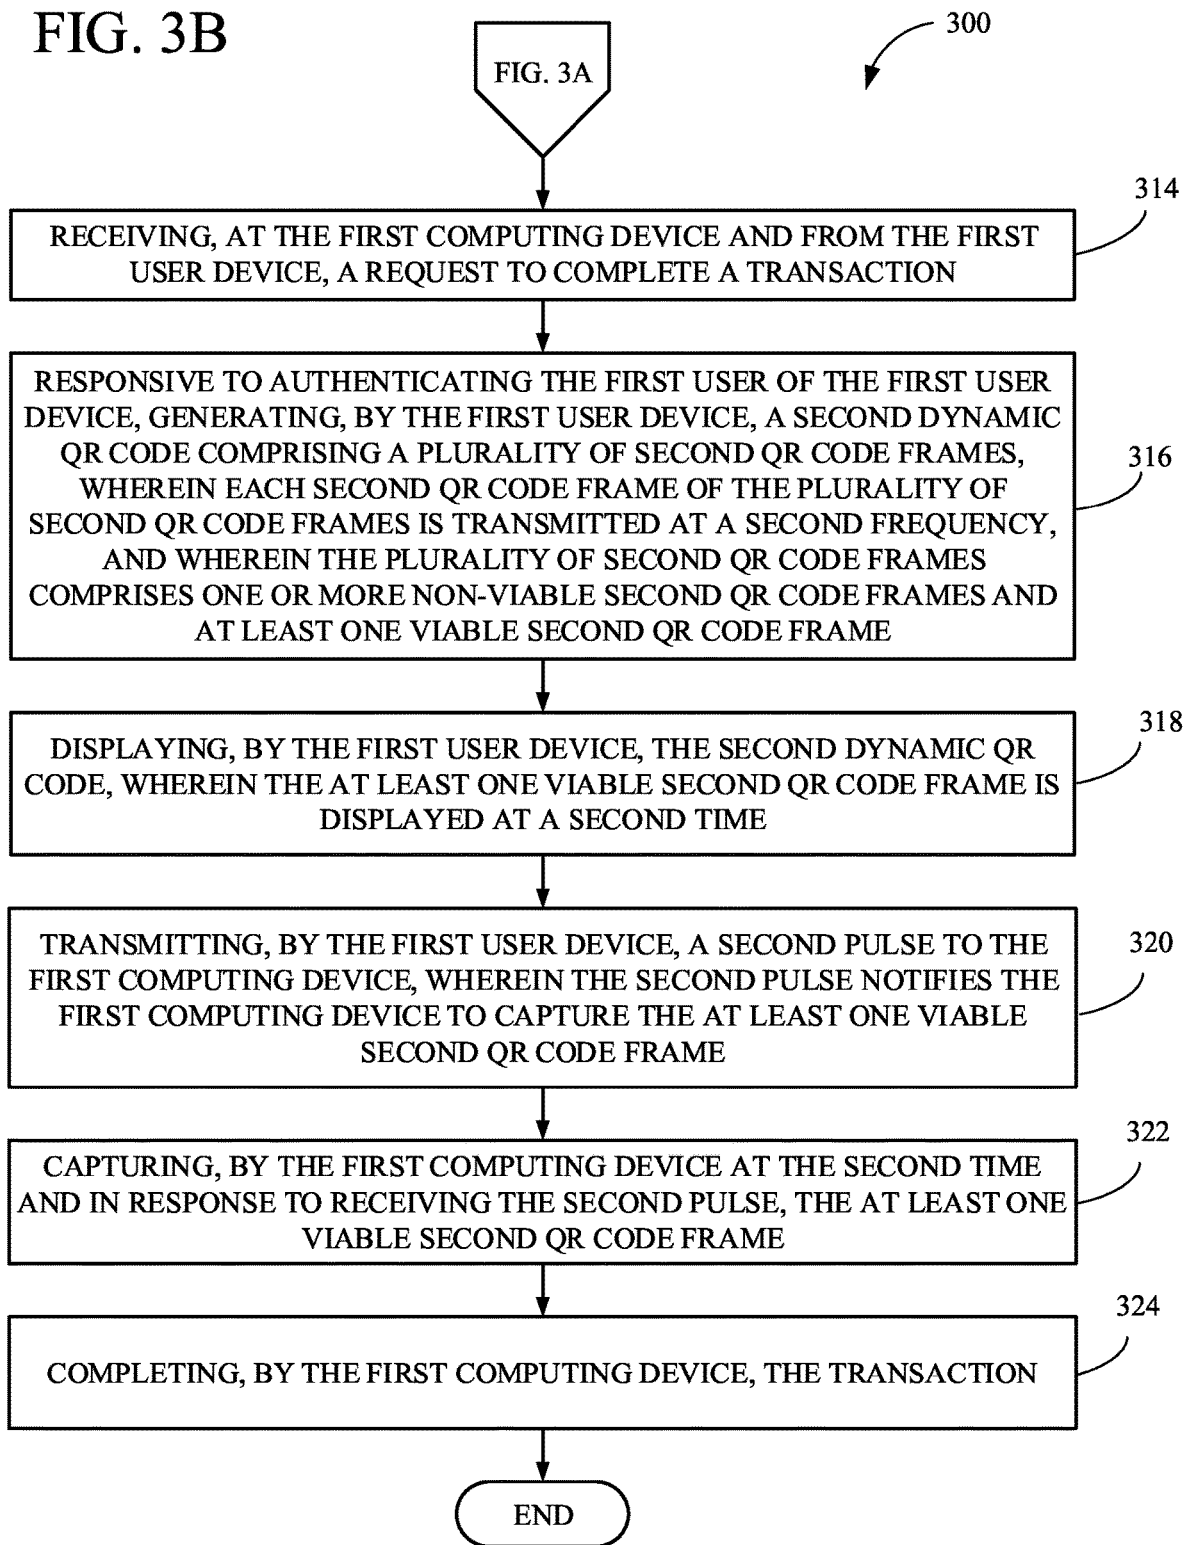 FIG. 3B
300
FIG. 3A
314
RECEIVING, AT THE FIRST COMPUTING DEVICE AND FROM THE FIRST
USER DEVICE, A REQUEST TO COMPLETE A TRANSACTION
RESPONSIVE TO AUTHENTICATING THE FIRST USER OF THE FIRST USER
DEVICE, GENERATING, BY THE FIRST USER DEVICE, A SECOND DYNAMIC
QR CODE COMPRISING A PLURALITY OF SECOND QR CODE FRAMES,
WHEREIN EACH SECOND QR CODE FRAME OF THE PLURALITY OF
SECOND QR CODE FRAMES IS TRANSMITTED AT A SECOND FREQUENCY,
AND WHEREIN THE PLURALITY OF SECOND QR CODE FRAMES
COMPRISES ONE OR MORE NON-VIABLE SECOND QR CODE FRAMES AND
AT LEAST ONE VIABLE SECOND QR CODE FRAME
316
318
DISPLAYING, BY THE FIRST USER DEVICE, THE SECOND DYNAMIC QR
CODE, WHEREIN THE AT LEAST ONE VIABLE SECOND QR CODE FRAME IS
DISPLAYED AT A SECOND TIME
TRANSMITTING, BY THE FIRST USER DEVICE, A SECOND PULSE TO THE
FIRST COMPUTING DEVICE, WHEREIN THE SECOND PULSE NOTIFIES THE
FIRST COMPUTING DEVICE TO CAPTURE THE AT LEAST ONE VIABLE
SECOND QR CODE FRAME
320
322
CAPTURING, BY THE FIRST COMPUTING DEVICE AT THE SECOND TIME
AND IN RESPONSE TO RECEIVING THE SECOND PULSE, THE AT LEAST ONE
VIABLE SECOND QR CODE FRAME
324
COMPLETING, BY THE FIRST COMPUTING DEVICE, THE TRANSACTION
END